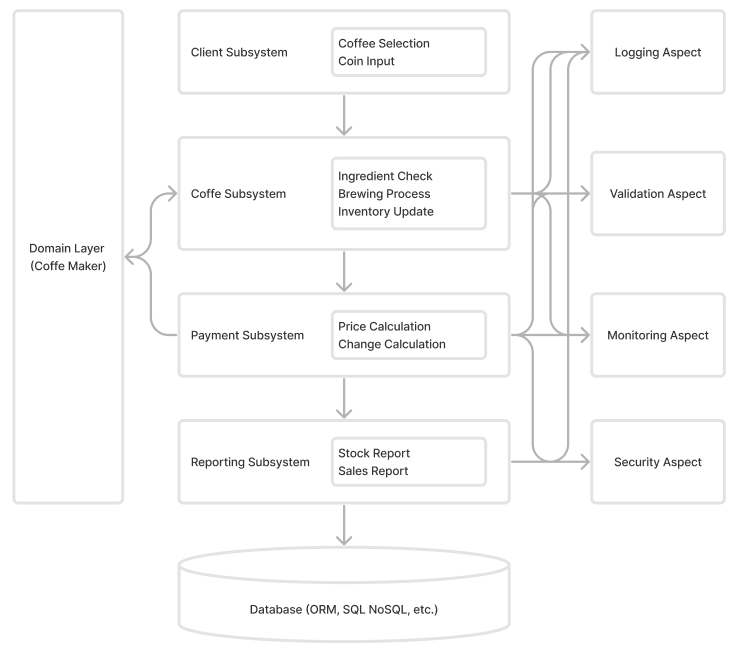 Domain Layer
(Coffe Maker)
Client Subsystem
Coffee Selection
Coin Input
Coffe Subsystem
Ingredient Check
Brewing Process
Inventory Update
Payment Subsystem
Price Calculation
Change Calculation
Reporting Subsystem
Stock Report
Sales Report
Database (ORM, SQL NoSQL, etc.)
Logging Aspect
Validation Aspect
Monitoring Aspect
Security Aspect